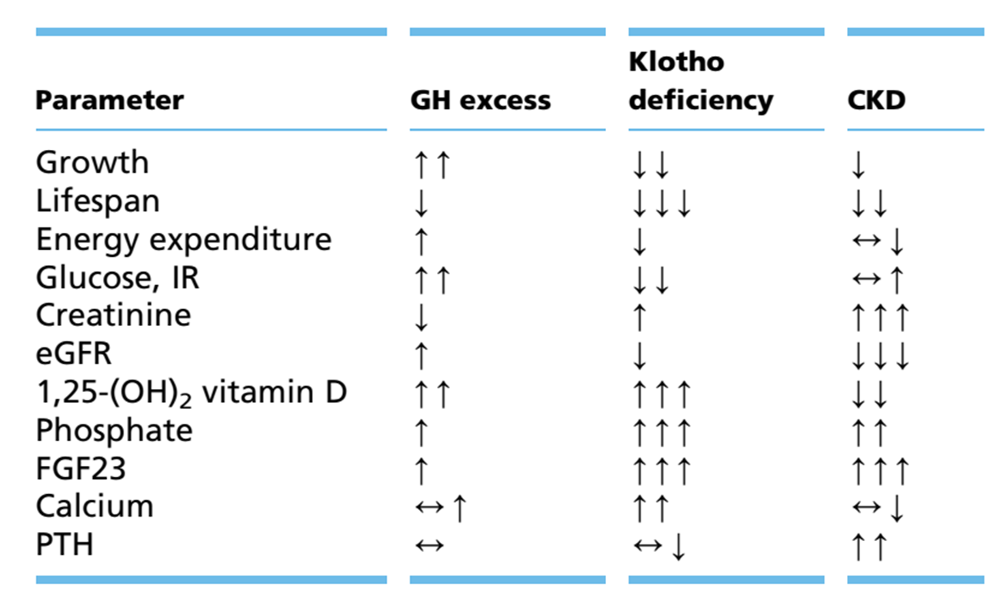 Parameter GH excess Klotho deficiency CKD
Growth ↑↑ ↓↓ ↓
Lifespan ↓ ↓↓↓ ↓↓
Energy expenditure ↑ ↓ ↔↓
Glucose, IR ↑↑ ↓↓ ↔↑
Creatinine ↓ ↑ ↑↑↑
eGFR ↑ ↓ ↓↓↓
1,25-(OH)₂ vitamin D ↑↑ ↑↑↑ ↓↓
Phosphate ↑ ↑↑↑ ↑↑
FGF23 ↑ ↑↑↑ ↑↑↑
Calcium ↔↑ ↑↑ ↔↓
PTH ↔ ↔↓ ↑↑